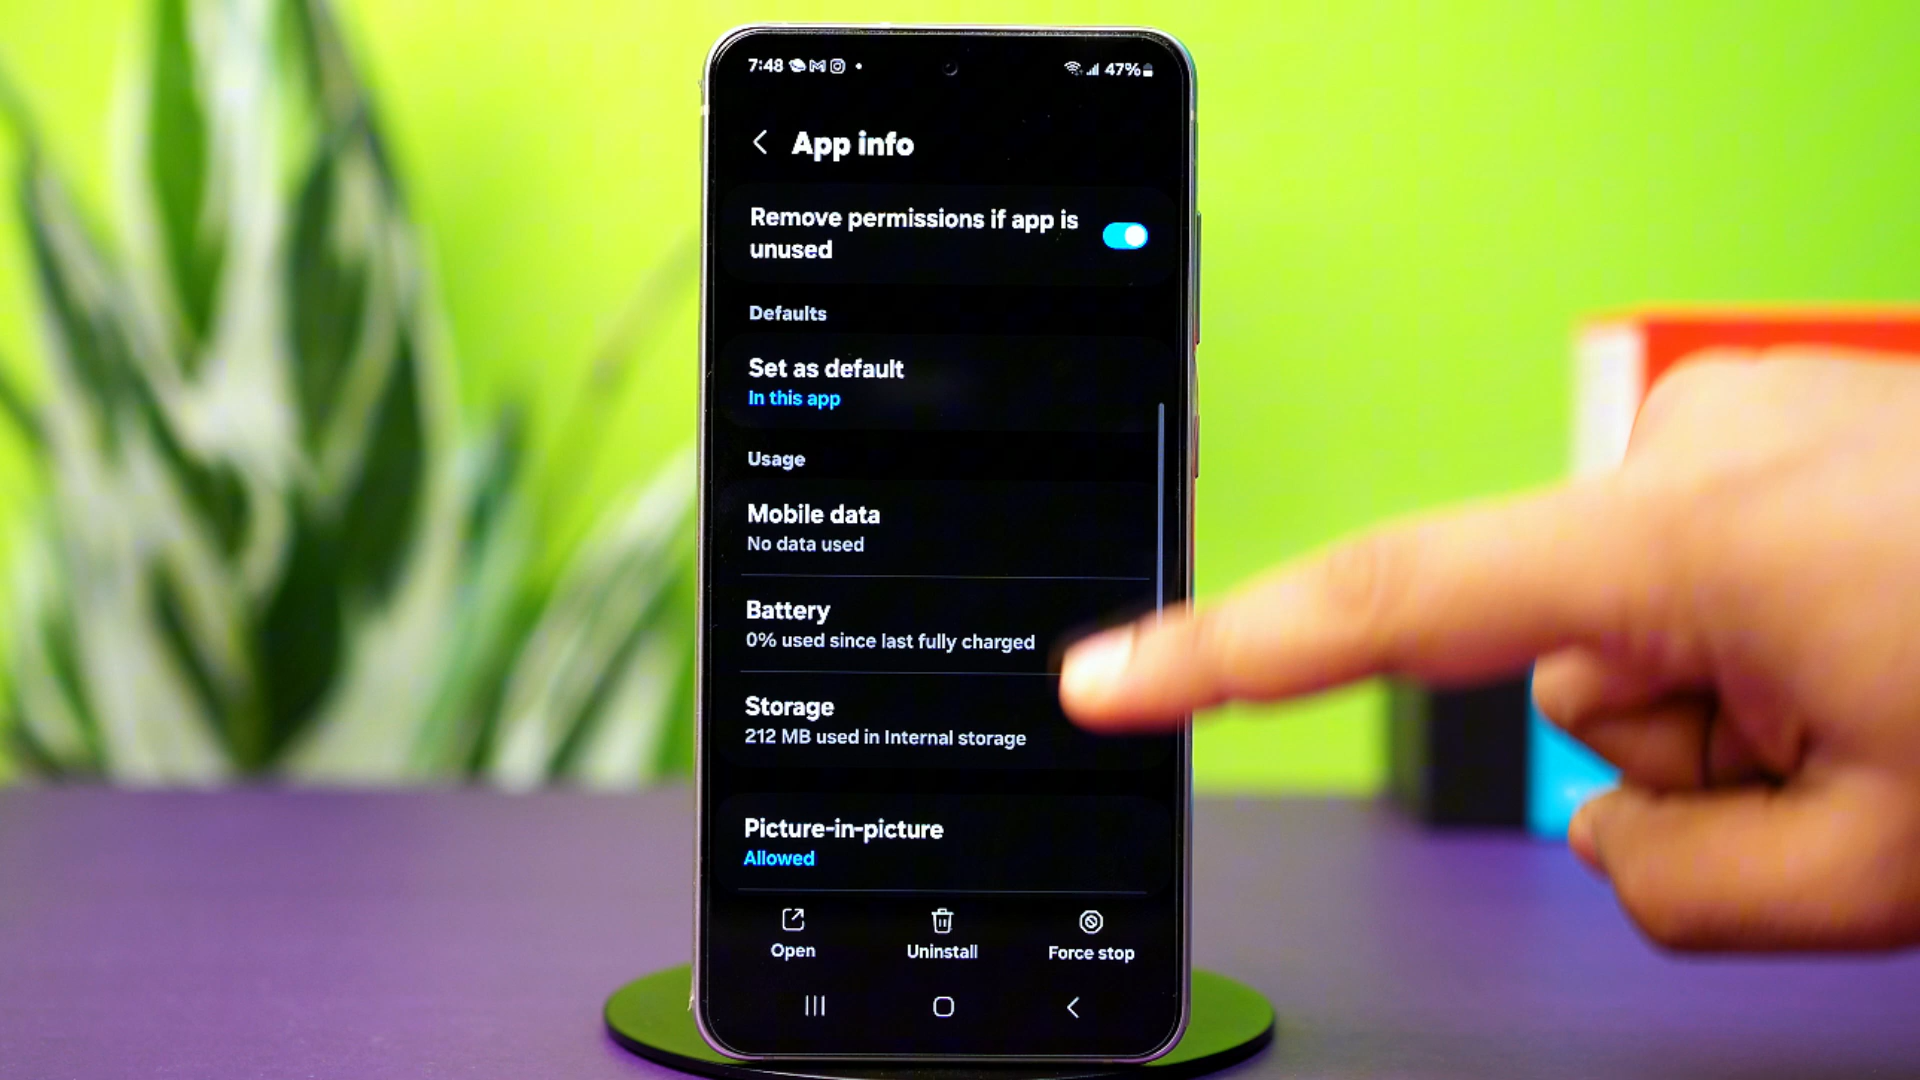 7:48
47%
App info
Remove permissions if app is
unused
Defaults
Set as default
In this app
Usage
Mobile data
No data used
Battery
0% used since last fully charged
Storage
212 MB used in Internal storage
Picture-in-picture
Allowed
Open
Uninstall
Force stop